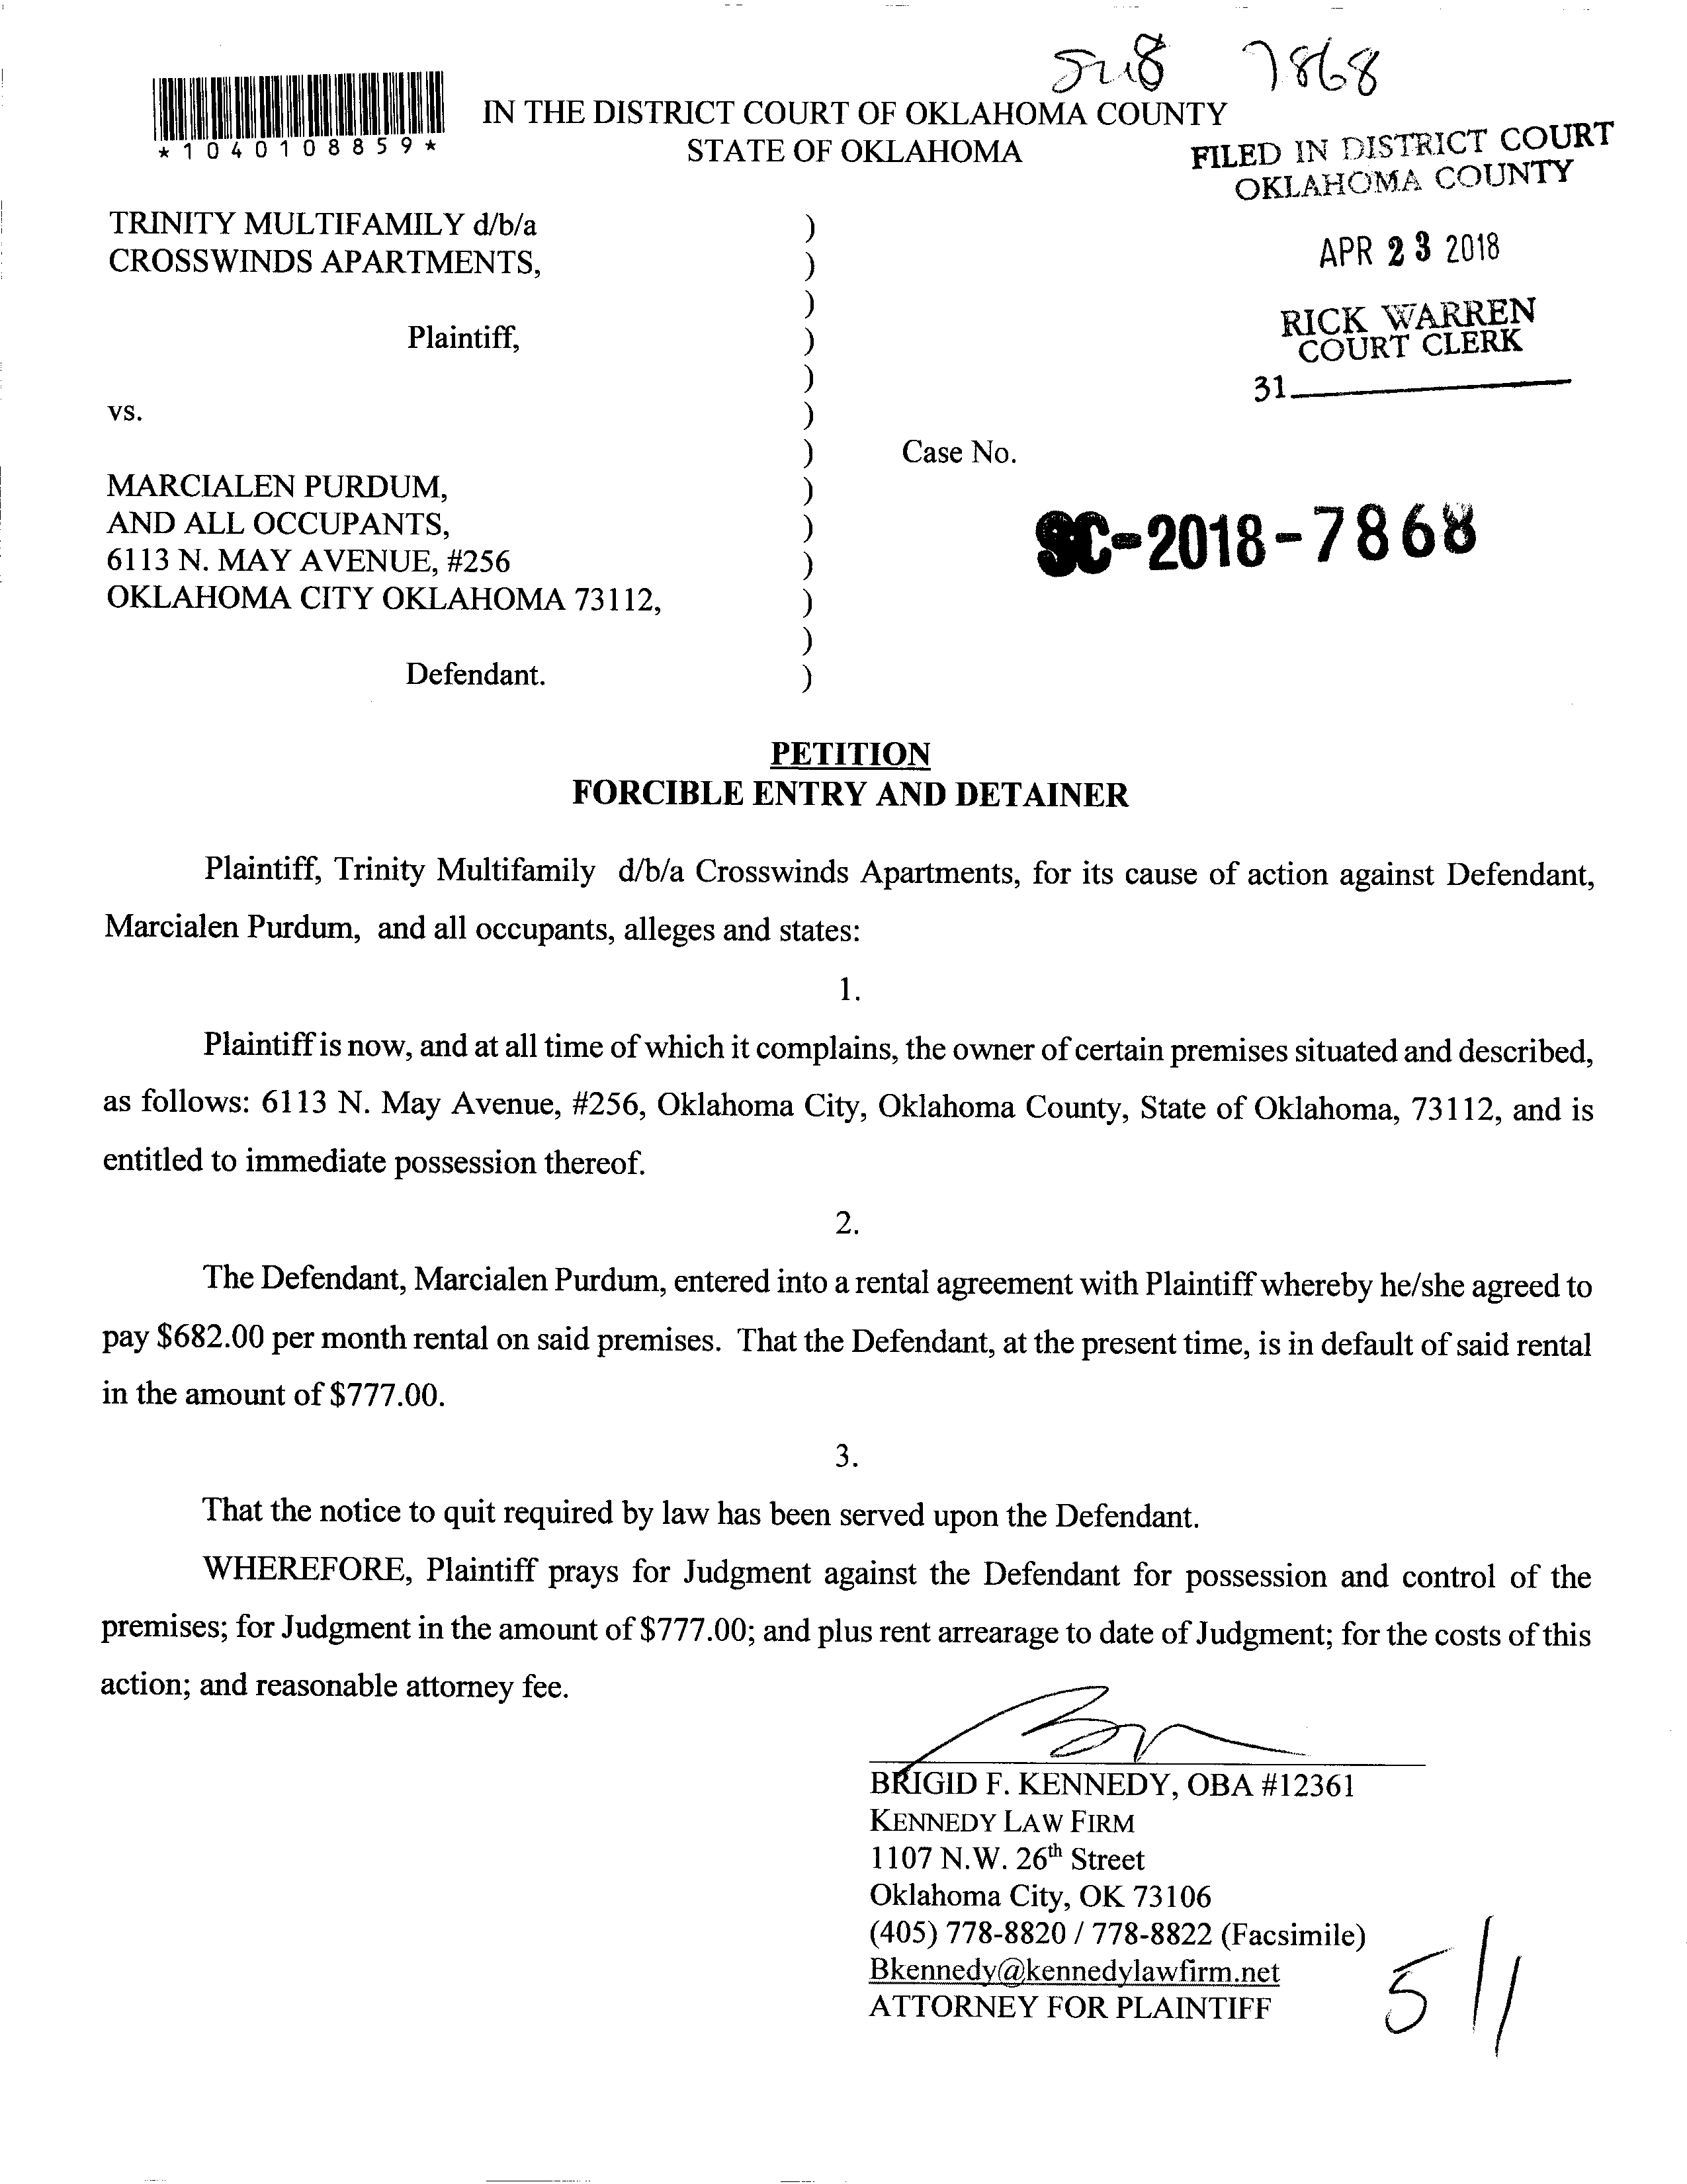 SC18 7868
*1040108859*
IN THE DISTRICT COURT OF OKLAHOMA COUNTY
STATE OF OKLAHOMA
FILED IN DISTRICT COURT
OKLAHOMA COUNTY
APR 23 2018
RICK WARREN
COURT CLERK
31
TRINITY MULTIFAMILY d/b/a )
CROSSWINDS APARTMENTS, )
)
Plaintiff, )
)
vs. )
) Case No.
MARCIALEN PURDUM, )
AND ALL OCCUPANTS, )
6113 N. MAY AVENUE, #256 )
OKLAHOMA CITY OKLAHOMA 73112, )
)
Defendant. )
SC-2018-7868
PETITION
FORCIBLE ENTRY AND DETAINER
Plaintiff, Trinity Multifamily d/b/a Crosswinds Apartments, for its cause of action against Defendant,
Marcialen Purdum, and all occupants, alleges and states:
1.
Plaintiff is now, and at all time of which it complains, the owner of certain premises situated and described,
as follows: 6113 N. May Avenue, #256, Oklahoma City, Oklahoma County, State of Oklahoma, 73112, and is
entitled to immediate possession thereof.
2.
The Defendant, Marcialen Purdum, entered into a rental agreement with Plaintiff whereby he/she agreed to
pay $682.00 per month rental on said premises. That the Defendant, at the present time, is in default of said rental
in the amount of $777.00.
3.
That the notice to quit required by law has been served upon the Defendant.
WHEREFORE, Plaintiff prays for Judgment against the Defendant for possession and control of the
premises; for Judgment in the amount of $777.00; and plus rent arrearage to date of Judgment; for the costs of this
action; and reasonable attorney fee.
BRIGID F. KENNEDY, OBA #12361
KENNEDY LAW FIRM
1107 N.W. 26th Street
Oklahoma City, OK 73106
(405) 778-8820 / 778-8822 (Facsimile)
Bkennedy@kennedylawfirm.net
ATTORNEY FOR PLAINTIFF
5/1